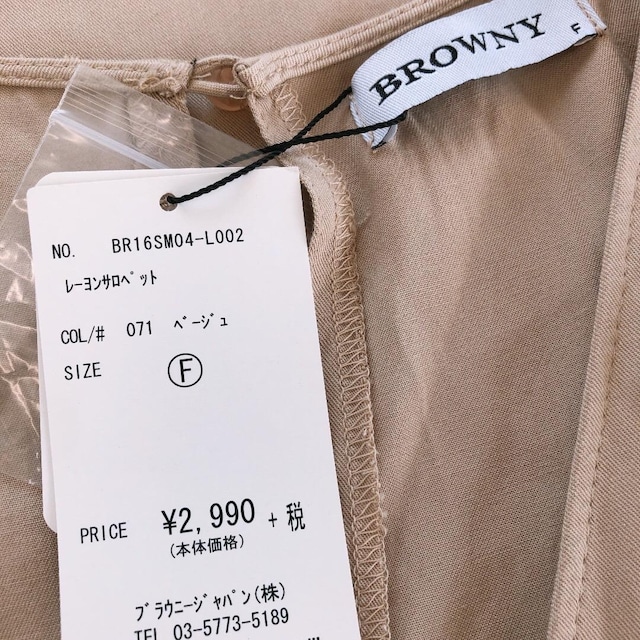 BROWNY
F
NO. BR16SM04-L002
ﾚｰﾖﾝｻﾛﾍﾟｯﾄ
COL/# 071 ﾍﾞｰｼﾞｭ
SIZE Ⓕ
PRICE ¥2,990 + 税
(本体価格)
ﾌﾞﾗｳﾆｰｼﾞｬﾊﾟﾝ(株)
TEL 03-5773-5189